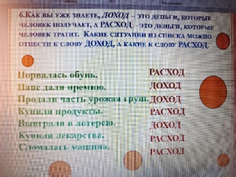 6.Как вы уже знаете, ДОХОД – это деньги, которые
человек получает, а РАСХОД – это деньги, которые
человек тратит. Какие ситуации из списка можно
отнести к слову ДОХОД, а какие к слову РАСХОД.
Порвалась обувь. РАСХОД
Папе дали премию. ДОХОД
Продали часть урожая груш. ДОХОД
Купили продукты. РАСХОД
Выиграли в лотерею. ДОХОД
Купили лекарства. РАСХОД
Сломалась машина. РАСХОД